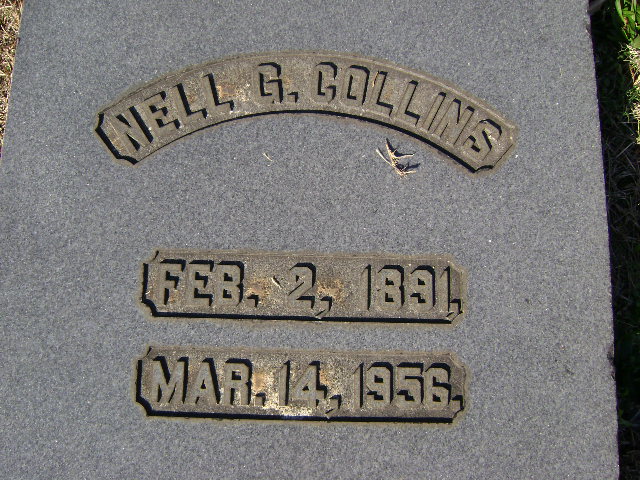 NELL G. COLLINS
FEB. 2, 1891,
MAR. 14, 1956.